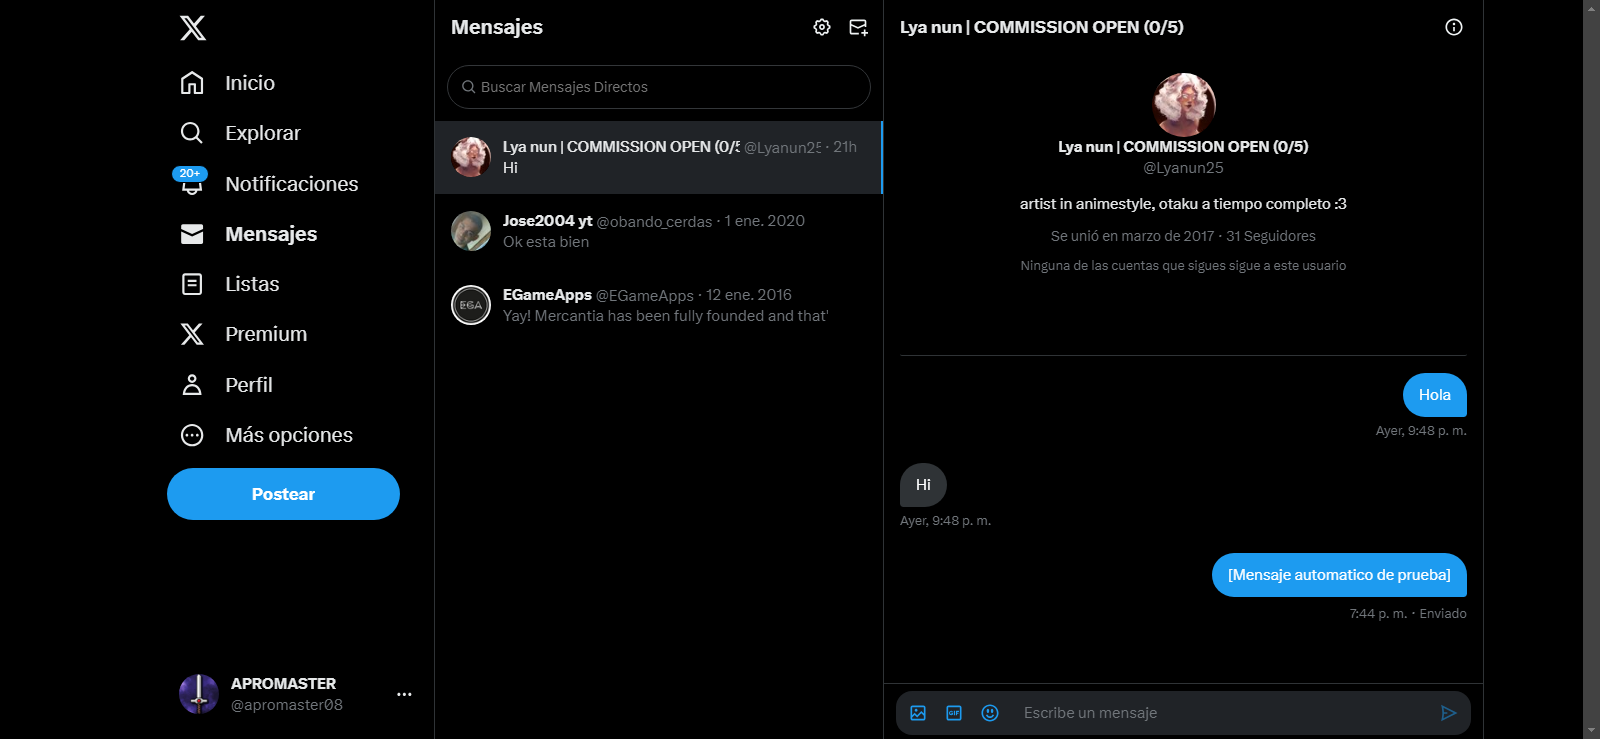 Inicio
Explorar
20+
Notificaciones
Mensajes
Listas
Premium
Perfil
Más opciones
Postear
APROMASTER
@apromaster08
Mensajes
Buscar Mensajes Directos
Lya nun | COMMISSION OPEN (0/5 @Lyanun25 · 21h
Hi
Jose2004 yt @obando_cerdas · 1 ene. 2020
Ok esta bien
EGA
EGameApps @EGameApps · 12 ene. 2016
Yay! Mercantia has been fully founded and that'
Lya nun | COMMISSION OPEN (0/5)
Lya nun | COMMISSION OPEN (0/5)
@Lyanun25
artist in animestyle, otaku a tiempo completo :3
Se unió en marzo de 2017 · 31 Seguidores
Ninguna de las cuentas que sigues sigue a este usuario
Hola
Ayer, 9:48 p. m.
Hi
Ayer, 9:48 p. m.
[Mensaje automatico de prueba]
7:44 p. m. · Enviado
GIF
Escribe un mensaje